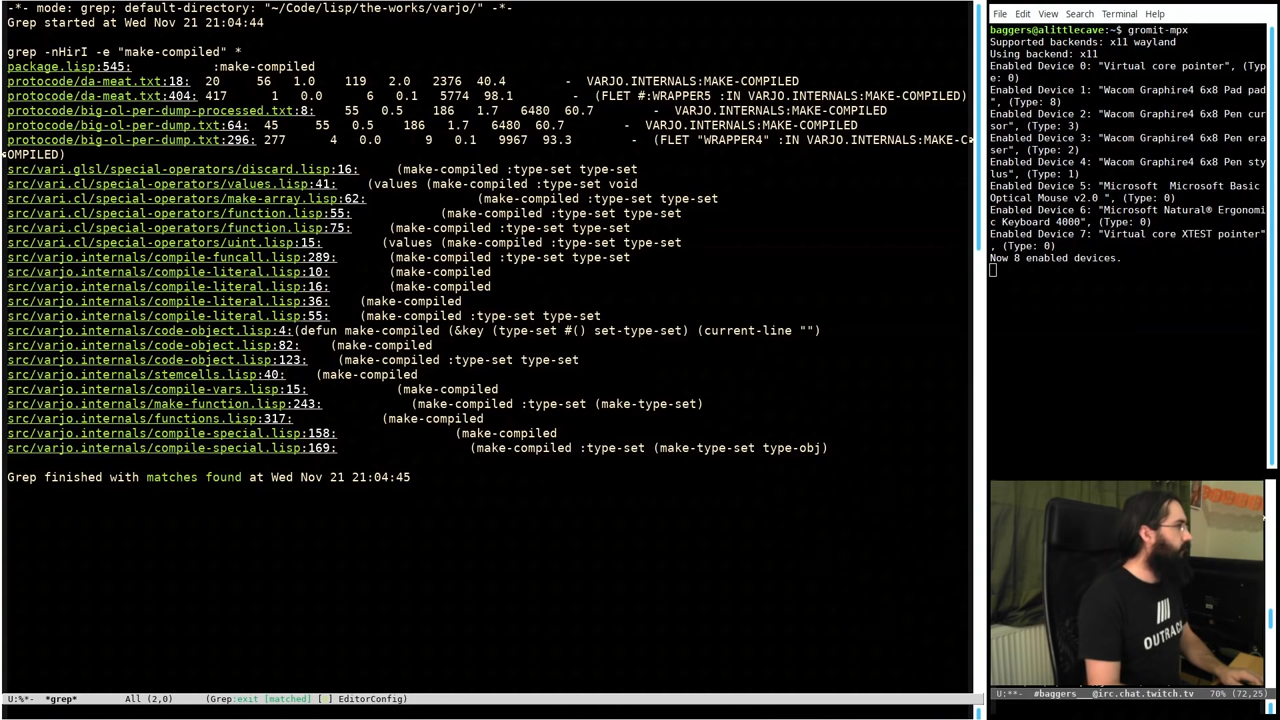 -*- mode: grep; default-directory: "~/Code/lisp/the-works/varjo/" -*-
Grep started at Wed Nov 21 21:04:44
grep -nHirI -e "make-compiled" *
package.lisp:545:           :make-compiled
protocode/da-meat.txt:18:  20     56   1.0    119   2.0   2376  40.4        -  VARJO.INTERNALS:MAKE-COMPILED
protocode/da-meat.txt:404: 417      1   0.0      6   0.1   5774  98.1        -  (FLET #:WRAPPER5 :IN VARJO.INTERNALS:MAKE-COMPILED)
protocode/big-ol-per-dump-processed.txt:8:    55   0.5    186   1.7   6480  60.7           -  VARJO.INTERNALS:MAKE-COMPILED
protocode/big-ol-per-dump.txt:64:  45     55   0.5    186   1.7   6480  60.7        -  VARJO.INTERNALS:MAKE-COMPILED
protocode/big-ol-per-dump.txt:296: 277      4   0.0      9   0.1   9967  93.3        -  (FLET "WRAPPER4" :IN VARJO.INTERNALS:MAKE-C
OMPILED)
src/vari.glsl/special-operators/discard.lisp:16:      (make-compiled :type-set type-set
src/vari.cl/special-operators/values.lisp:41:    (values (make-compiled :type-set void
src/vari.cl/special-operators/make-array.lisp:62:               (make-compiled :type-set type-set
src/vari.cl/special-operators/function.lisp:55:            (make-compiled :type-set type-set
src/vari.cl/special-operators/function.lisp:75:     (make-compiled :type-set type-set
src/vari.cl/special-operators/uint.lisp:15:        (values (make-compiled :type-set type-set
src/varjo.internals/compile-funcall.lisp:289:       (make-compiled :type-set type-set
src/varjo.internals/compile-literal.lisp:10:        (make-compiled
src/varjo.internals/compile-literal.lisp:16:        (make-compiled
src/varjo.internals/compile-literal.lisp:36:    (make-compiled
src/varjo.internals/compile-literal.lisp:55:    (make-compiled :type-set type-set
src/varjo.internals/code-object.lisp:4:(defun make-compiled (&key (type-set #() set-type-set) (current-line "")
src/varjo.internals/code-object.lisp:82:    (make-compiled
src/varjo.internals/code-object.lisp:123:    (make-compiled :type-set type-set
src/varjo.internals/stemcells.lisp:40:    (make-compiled
src/varjo.internals/compile-vars.lisp:15:            (make-compiled
src/varjo.internals/make-function.lisp:243:            (make-compiled :type-set (make-type-set)
src/varjo.internals/functions.lisp:317:            (make-compiled
src/varjo.internals/compile-special.lisp:158:                (make-compiled
src/varjo.internals/compile-special.lisp:169:                  (make-compiled :type-set (make-type-set type-obj)
Grep finished with matches found at Wed Nov 21 21:04:45
U:%*-  *grep*       All (2,0)     (Grep:exit [matched] [ ] EditorConfig)
File  Edit  View  Search  Terminal  Help
baggers@alittlecave:~$ gromit-mpx
Supported backends: x11 wayland
Using backend: x11
Enabled Device 0: "Virtual core pointer", (Typ
e: 0)
Enabled Device 1: "Wacom Graphire4 6x8 Pad pad
", (Type: 8)
Enabled Device 2: "Wacom Graphire4 6x8 Pen cur
sor", (Type: 3)
Enabled Device 3: "Wacom Graphire4 6x8 Pen era
ser", (Type: 2)
Enabled Device 4: "Wacom Graphire4 6x8 Pen sty
lus", (Type: 1)
Enabled Device 5: "Microsoft  Microsoft Basic
Optical Mouse v2.0 ", (Type: 0)
Enabled Device 6: "Microsoft Natural® Ergonomi
c Keyboard 4000", (Type: 0)
Enabled Device 7: "Virtual core XTEST pointer"
, (Type: 0)
Now 8 enabled devices.
U:**-  #baggers___@irc.chat.twitch.tv   70% (72,25)